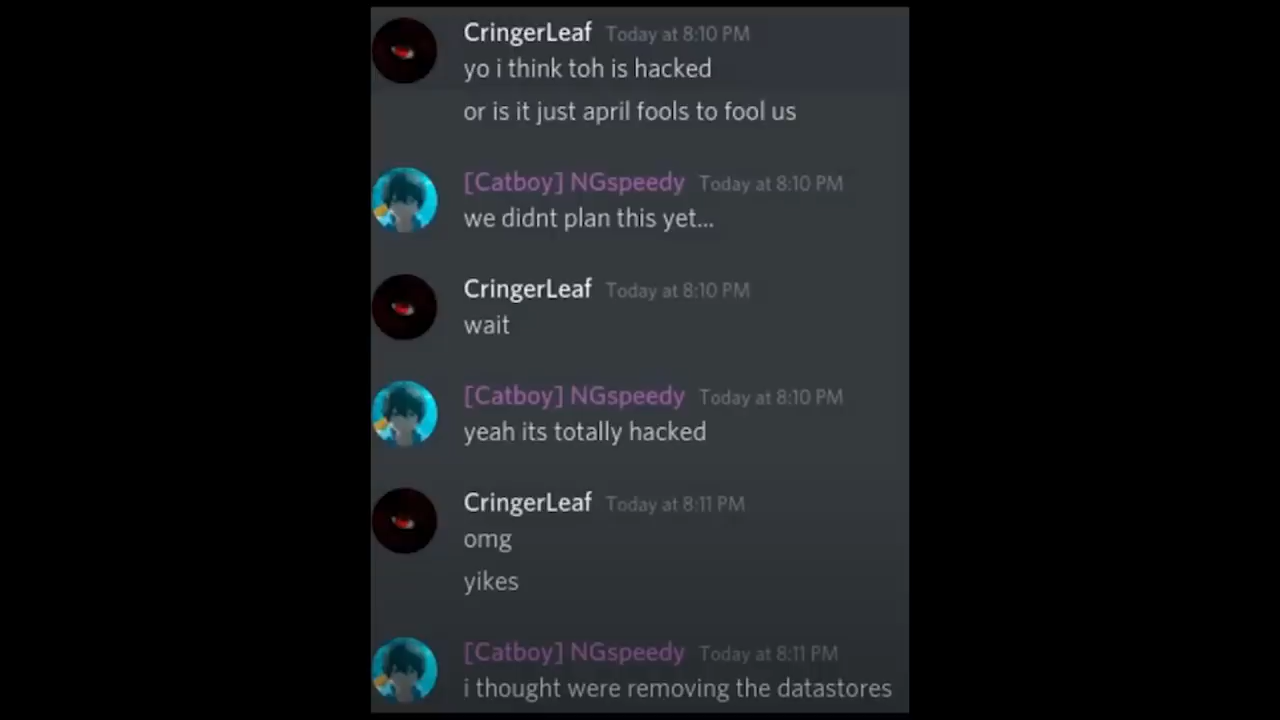 CringerLeaf Today at 8:10 PM
yo i think toh is hacked
or is it just april fools to fool us
[Catboy] NGspeedy Today at 8:10 PM
we didnt plan this yet...
CringerLeaf Today at 8:10 PM
wait
[Catboy] NGspeedy Today at 8:10 PM
yeah its totally hacked
CringerLeaf Today at 8:11 PM
omg
yikes
[Catboy] NGspeedy Today at 8:11 PM
i thought were removing the datastores